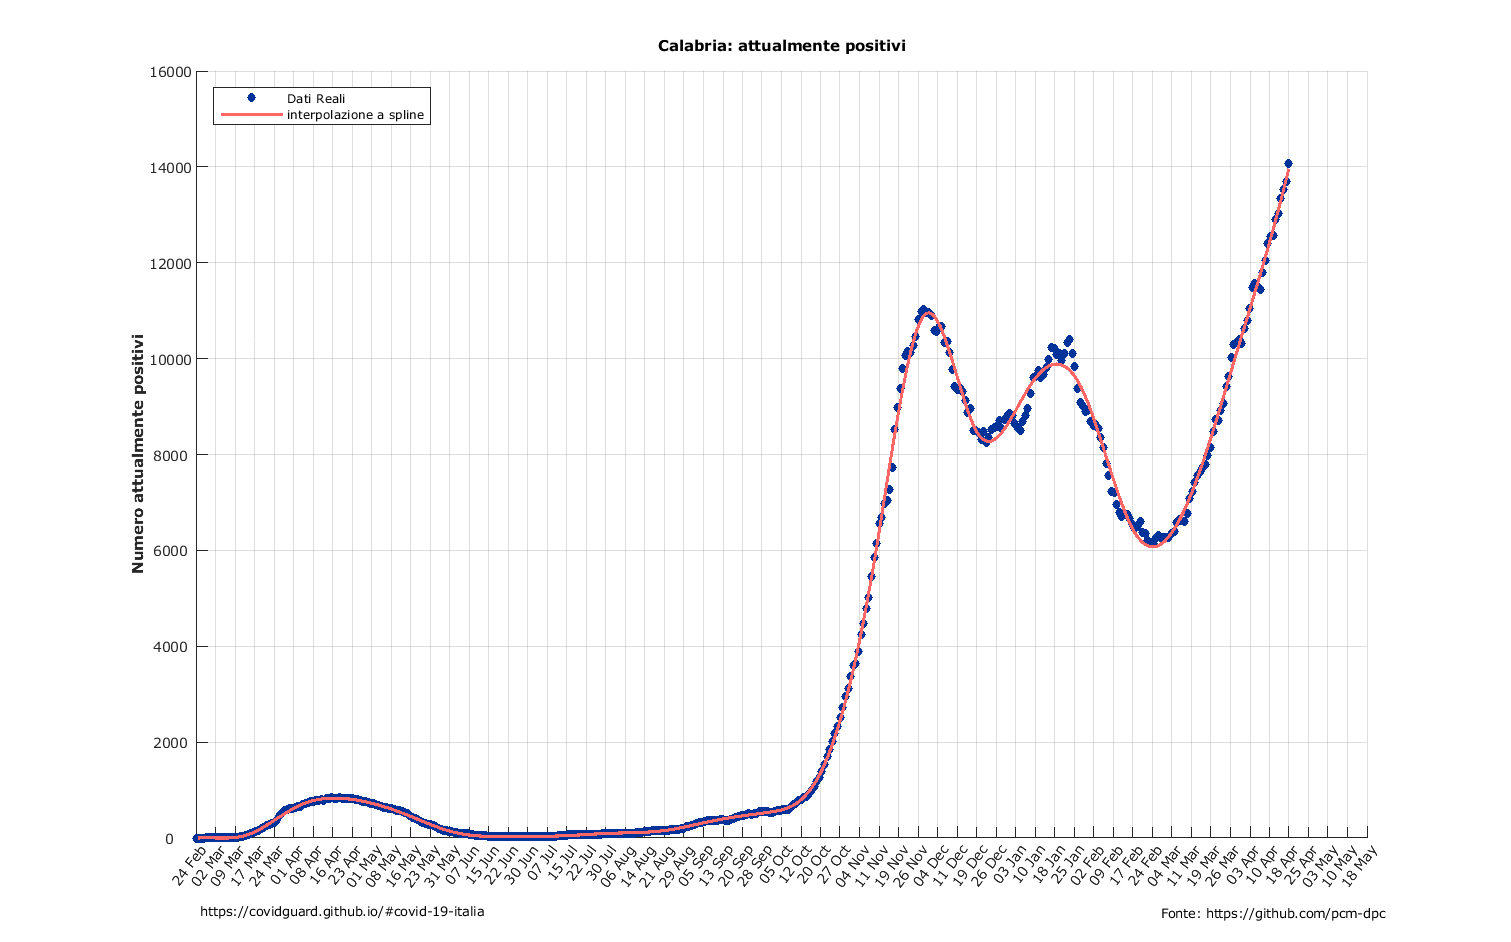 Calabria: attualmente positivi
Dati Reali
interpolazione a spline
Numero attualmente positivi
16000
14000
12000
10000
8000
6000
4000
2000
0
24 Feb
02 Mar
09 Mar
17 Mar
24 Mar
01 Apr
08 Apr
16 Apr
23 Apr
01 May
08 May
16 May
23 May
31 May
07 Jun
15 Jun
22 Jun
30 Jun
07 Jul
15 Jul
22 Jul
30 Jul
06 Aug
14 Aug
21 Aug
29 Aug
05 Sep
13 Sep
20 Sep
28 Sep
05 Oct
12 Oct
20 Oct
27 Oct
04 Nov
11 Nov
19 Nov
26 Nov
04 Dec
11 Dec
19 Dec
26 Dec
03 Jan
10 Jan
18 Jan
25 Jan
02 Feb
09 Feb
17 Feb
24 Feb
04 Mar
11 Mar
19 Mar
26 Mar
03 Apr
10 Apr
18 Apr
25 Apr
03 May
10 May
18 May
https://covidguard.github.io/#covid-19-italia
Fonte: https://github.com/pcm-dpc